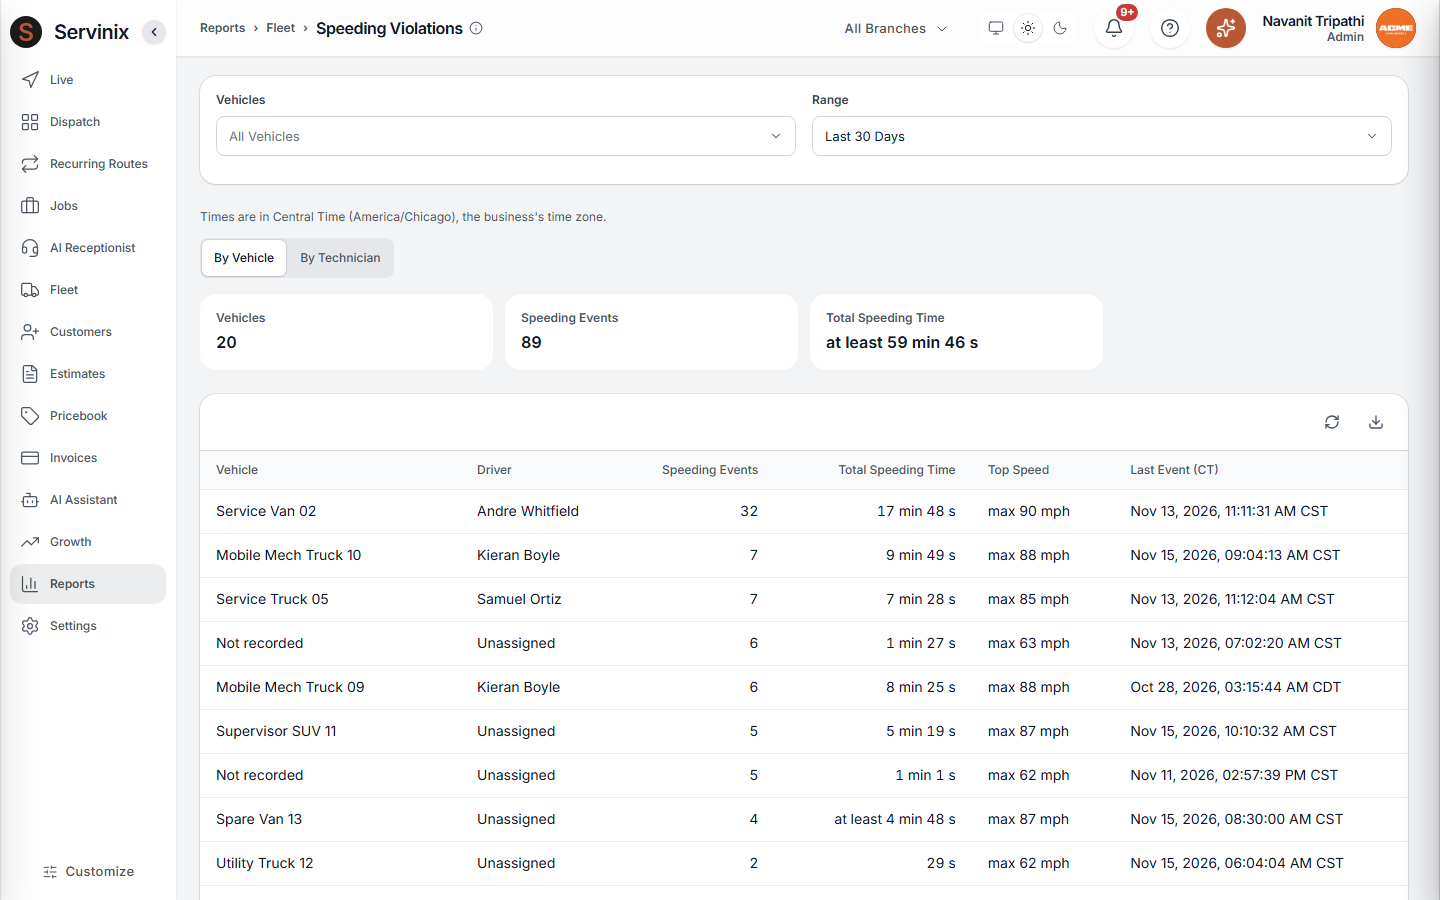 Servinix
Reports › Fleet › Speeding Violations
All Branches
9+
Navanit Tripathi
Admin
ACME
Live
Dispatch
Recurring Routes
Jobs
AI Receptionist
Fleet
Customers
Estimates
Pricebook
Invoices
AI Assistant
Growth
Reports
Settings
Customize
Vehicles
All Vehicles
Range
Last 30 Days
Times are in Central Time (America/Chicago), the business's time zone.
By Vehicle By Technician
Vehicles
20
Speeding Events
89
Total Speeding Time
at least 59 min 46 s
Vehicle Driver Speeding Events Total Speeding Time Top Speed Last Event (CT)
Service Van 02 Andre Whitfield 32 17 min 48 s max 90 mph Nov 13, 2026, 11:11:31 AM CST
Mobile Mech Truck 10 Kieran Boyle 7 9 min 49 s max 88 mph Nov 15, 2026, 09:04:13 AM CST
Service Truck 05 Samuel Ortiz 7 7 min 28 s max 85 mph Nov 13, 2026, 11:12:04 AM CST
Not recorded Unassigned 6 1 min 27 s max 63 mph Nov 13, 2026, 07:02:20 AM CST
Mobile Mech Truck 09 Kieran Boyle 6 8 min 25 s max 88 mph Oct 28, 2026, 03:15:44 AM CDT
Supervisor SUV 11 Unassigned 5 5 min 19 s max 87 mph Nov 15, 2026, 10:10:32 AM CST
Not recorded Unassigned 5 1 min 1 s max 62 mph Nov 11, 2026, 02:57:39 PM CST
Spare Van 13 Unassigned 4 at least 4 min 48 s max 87 mph Nov 15, 2026, 08:30:00 AM CST
Utility Truck 12 Unassigned 2 29 s max 62 mph Nov 15, 2026, 06:04:04 AM CST